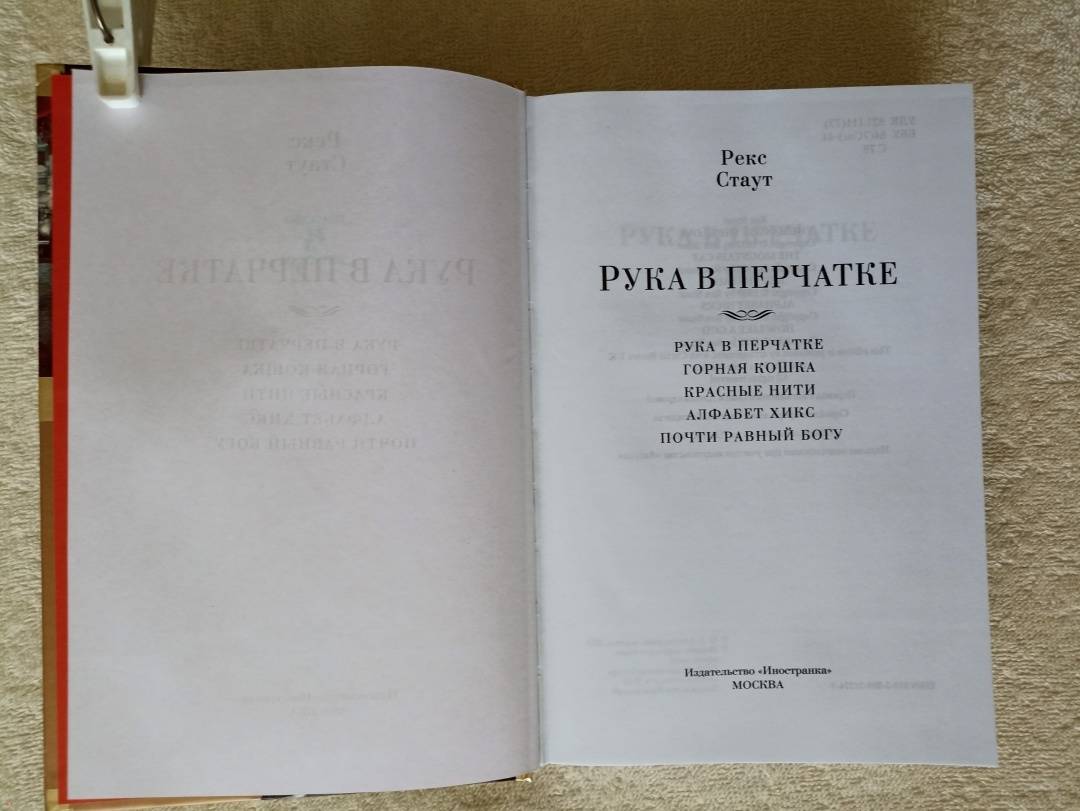 Рекс
Стаут
РУКА В ПЕРЧАТКЕ
РУКА В ПЕРЧАТКЕ
ГОРНАЯ КОШКА
КРАСНЫЕ НИТИ
АЛФАБЕТ ХИКС
ПОЧТИ РАВНЫЙ БОГУ
Издательство «Иностранка»
МОСКВА